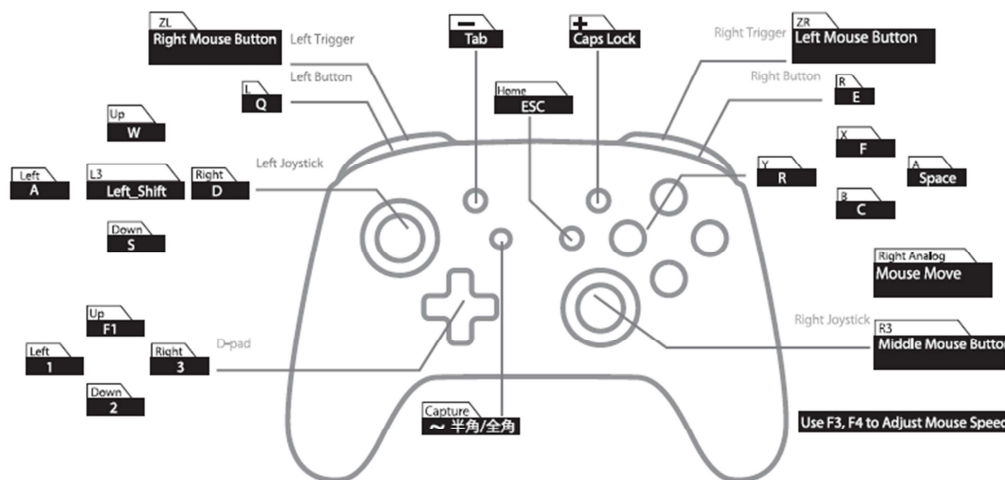 ZL
Right Mouse Button
Left Trigger
−
Tab
+
Caps Lock
Right Trigger
ZR
Left Mouse Button
Left Button
L
Q
Home
ESC
Right Button
R
E
Up
W
X
F
Left
A
L3
Left_Shift
Right
D
Left Joystick
Y
R
A
Space
Down
S
B
C
Right Analog
Mouse Move
Up
F1
Right Joystick
R3
Middle Mouse Button
Left
1
Right
3
D-pad
Down
2
Capture
~ 半角/全角
Use F3, F4 to Adjust Mouse Speed